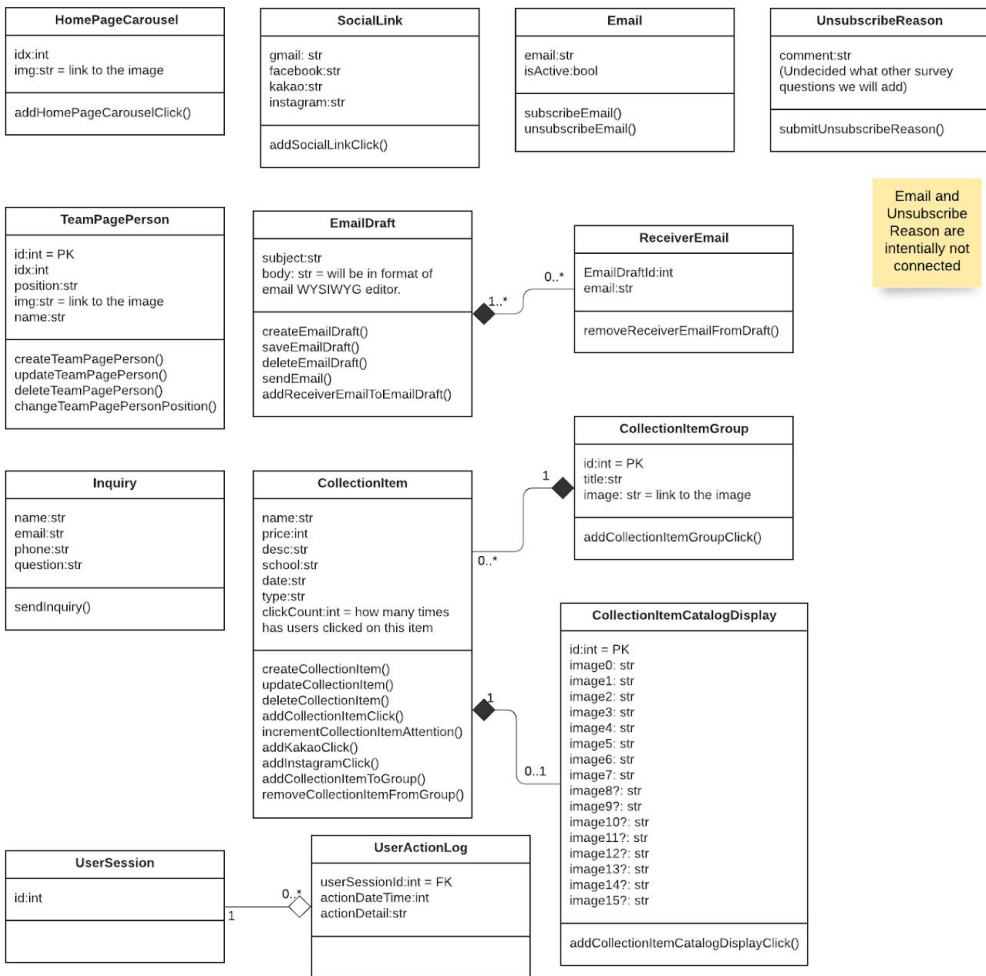 HomePageCarousel
idx:int
img:str = link to the image
addHomePageCarouselClick()
SocialLink
gmail: str
facebook:str
kakao:str
instagram:str
addSocialLinkClick()
Email
email:str
isActive:bool
subscribeEmail()
unsubscribeEmail()
UnsubscribeReason
comment:str
(Undecided what other survey
questions we will add)
submitUnsubscribeReason()
Email and
Unsubscribe
Reason are
intentially not
connected
TeamPagePerson
id:int = PK
idx:int
position:str
img:str = link to the image
name:str
createTeamPagePerson()
updateTeamPagePerson()
deleteTeamPagePerson()
changeTeamPagePersonPosition()
EmailDraft
subject:str
body: str = will be in format of
email WYSIWYG editor.
createEmailDraft()
saveEmailDraft()
deleteEmailDraft()
sendEmail()
addReceiverEmailToEmailDraft()
1..*
0..*
ReceiverEmail
EmailDraftId:int
email:str
removeReceiverEmailFromDraft()
Inquiry
name:str
email:str
phone:str
question:str
sendInquiry()
CollectionItem
name:str
price:int
desc:str
school:str
date:str
type:str
clickCount:int = how many times
has users clicked on this item
createCollectionItem()
updateCollectionItem()
deleteCollectionItem()
addCollectionItemClick()
incrementCollectionItemAttention()
addKakaoClick()
addInstagramClick()
addCollectionItemToGroup()
removeCollectionItemFromGroup()
1
0..*
CollectionItemGroup
id:int = PK
title:str
image: str = link to the image
addCollectionItemGroupClick()
1
0..1
CollectionItemCatalogDisplay
id:int = PK
image0: str
image1: str
image2: str
image3: str
image4: str
image5: str
image6: str
image7: str
image8?: str
image9?: str
image10?: str
image11?: str
image12?: str
image13?: str
image14?: str
image15?: str
addCollectionItemCatalogDisplayClick()
UserSession
id:int
1
0..*
UserActionLog
userSessionId:int = FK
actionDateTime:int
actionDetail:str